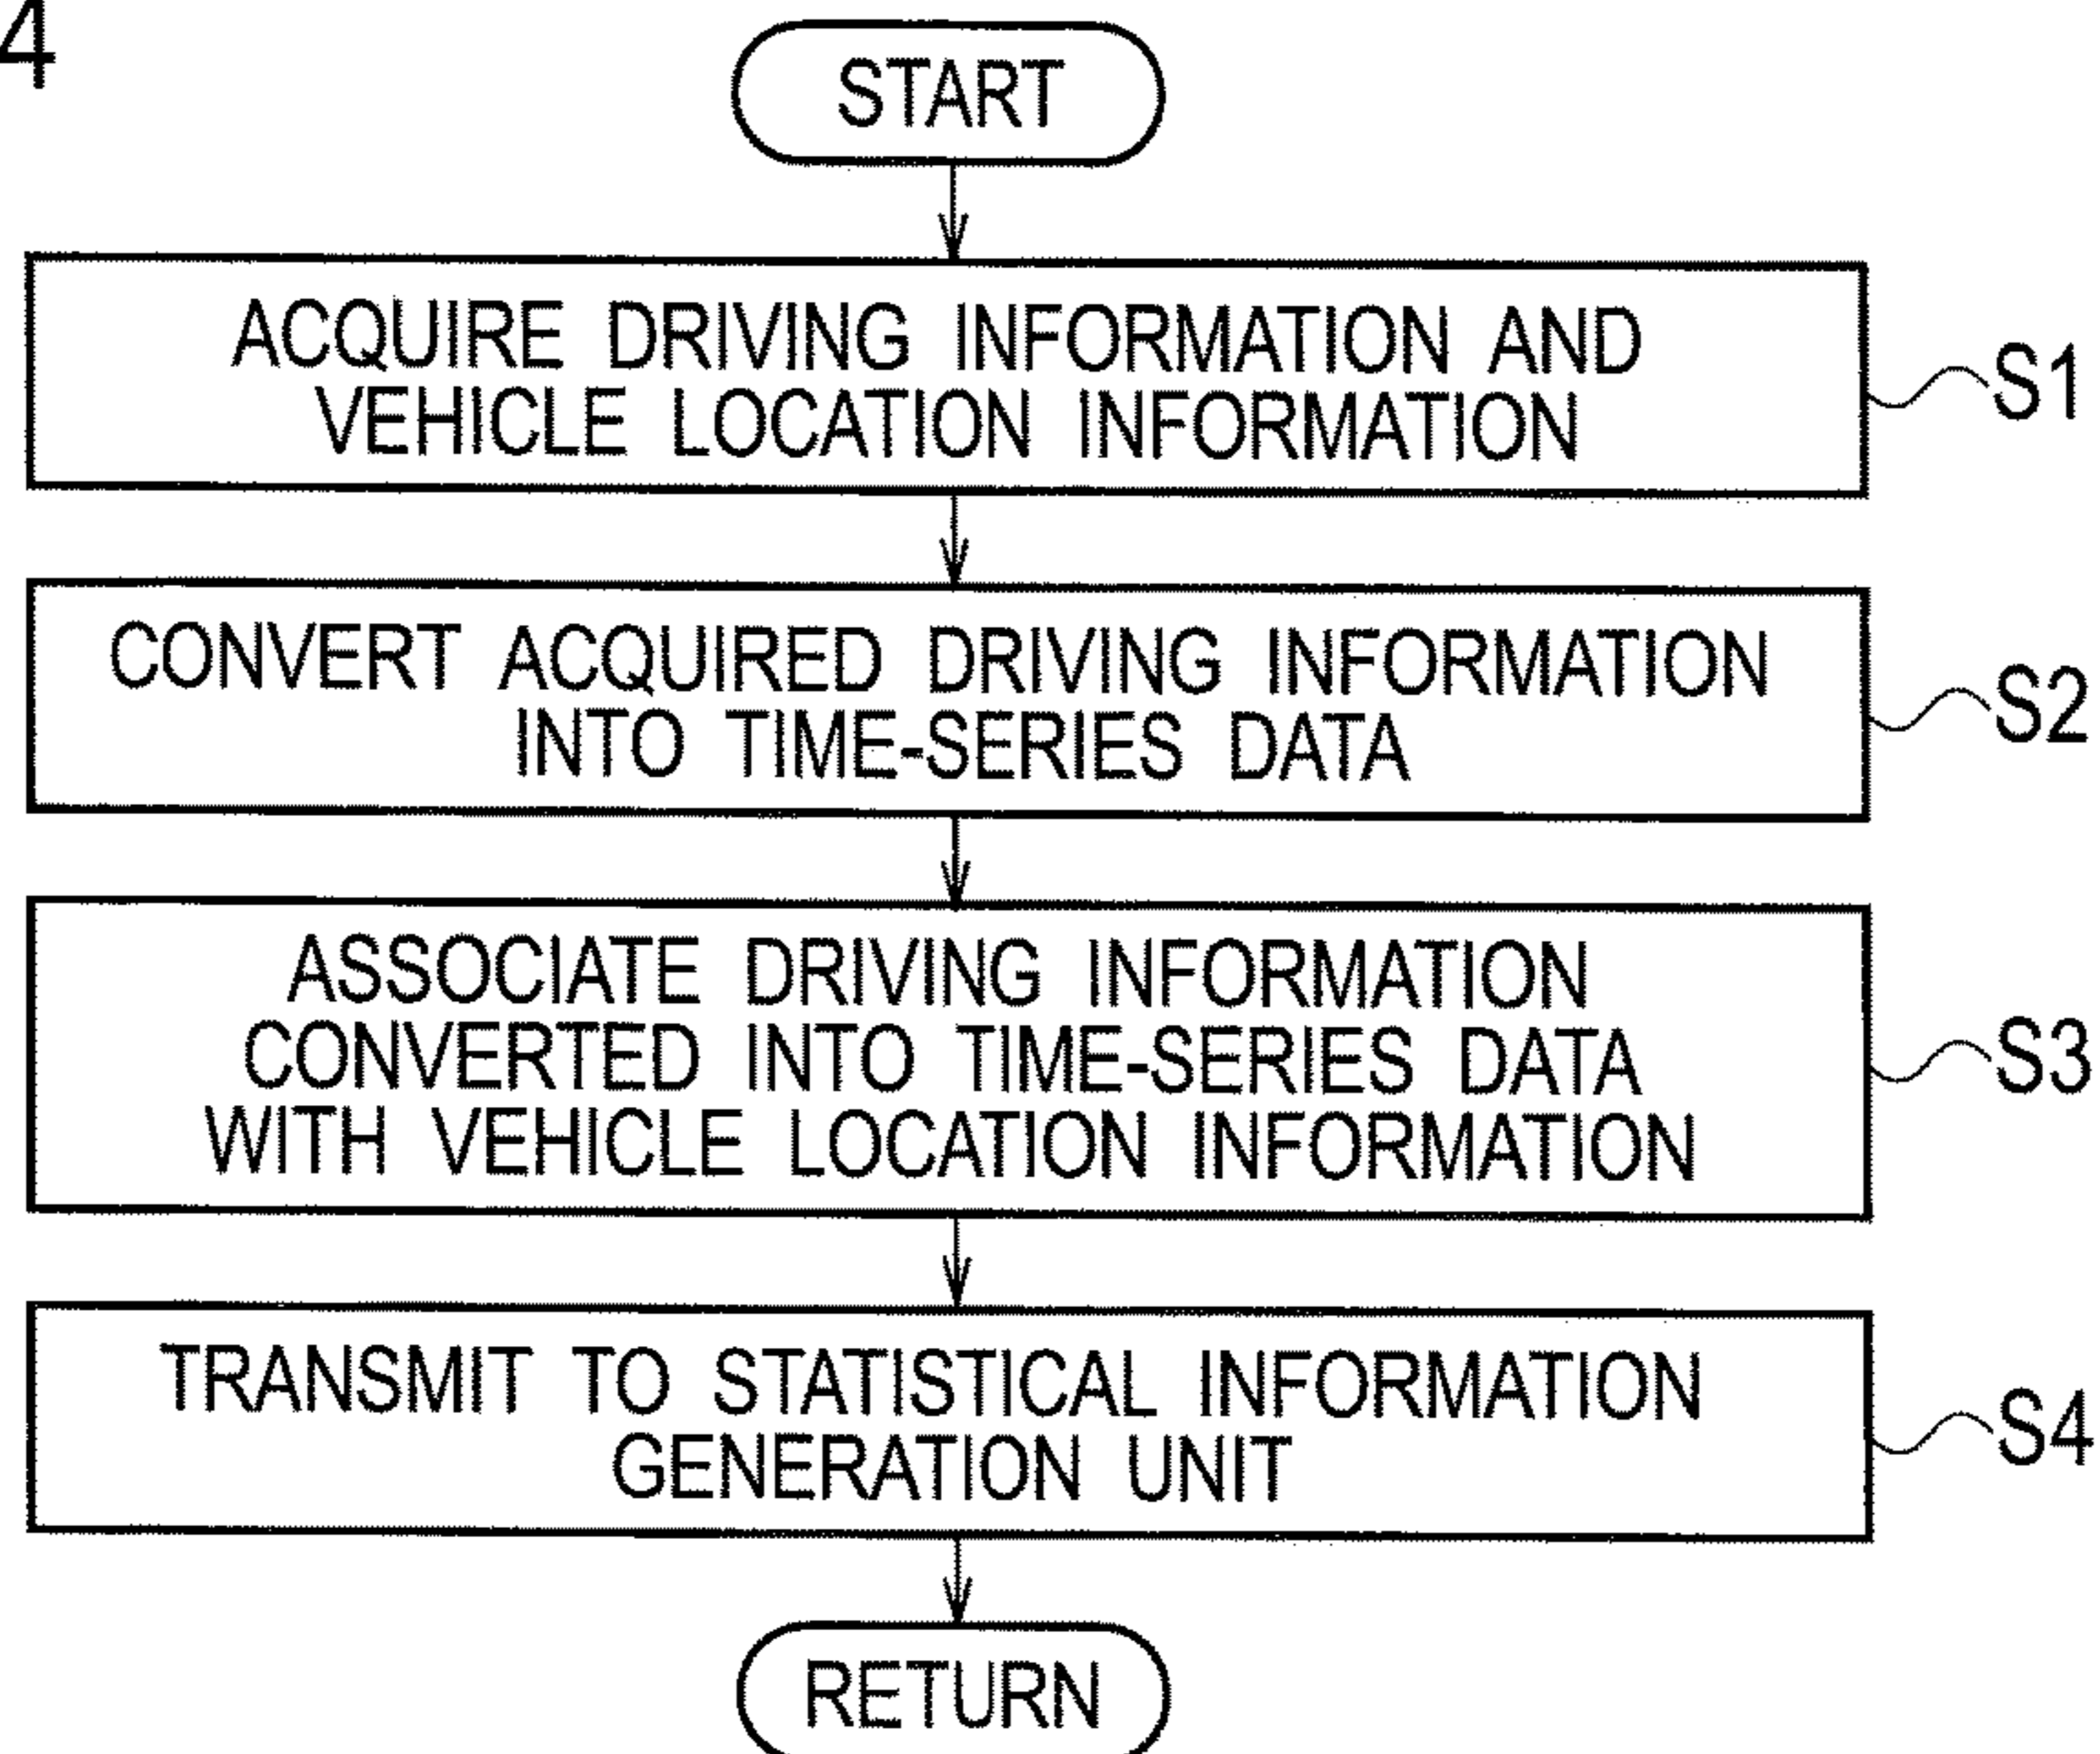 4
START
ACQUIRE DRIVING INFORMATION AND
VEHICLE LOCATION INFORMATION
S1
CONVERT ACQUIRED DRIVING INFORMATION
INTO TIME-SERIES DATA
S2
ASSOCIATE DRIVING INFORMATION
CONVERTED INTO TIME-SERIES DATA
WITH VEHICLE LOCATION INFORMATION
S3
TRANSMIT TO STATISTICAL INFORMATION
GENERATION UNIT
S4
RETURN